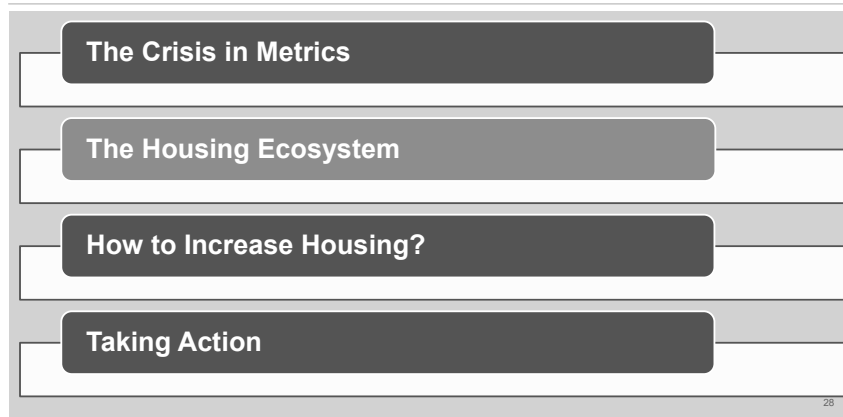 The Crisis in Metrics
The Housing Ecosystem
How to Increase Housing?
Taking Action
28